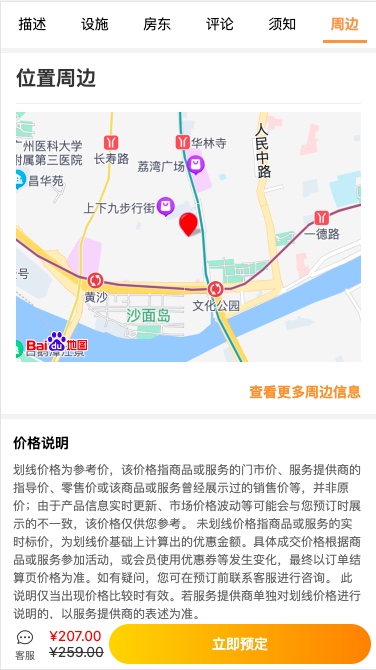 描述 设施 房东 评论 须知 周边
位置周边
广州医科大学
附属第三医院
长寿路
华林寺
人民中路
荔湾广场
昌华苑
上下九步行街
一德路
号
黄沙
文化公园
沙面岛
Bai du 地图
查看更多周边信息
价格说明
划线价格为参考价，该价格指商品或服务的门市价、服务提供商的
指导价、零售价或该商品或服务曾经展示过的销售价等，并非原
价；由于产品信息实时更新、市场价格波动等可能会与您预订时展
示的不一致，该价格仅供您参考。 未划线价格指商品或服务的实
时标价，为划线价基础上计算出的优惠金额。具体成交价格根据商
品或服务参加活动，或会员使用优惠券等发生变化，最终以订单结
算页价格为准。如有疑问，您可在预订前联系客服进行咨询。 此
说明仅当出现价格比较时有效。若服务提供商单独对划线价格进行
说明的，以服务提供商的表述为准。
客服
¥207.00
¥259.00
立即预定